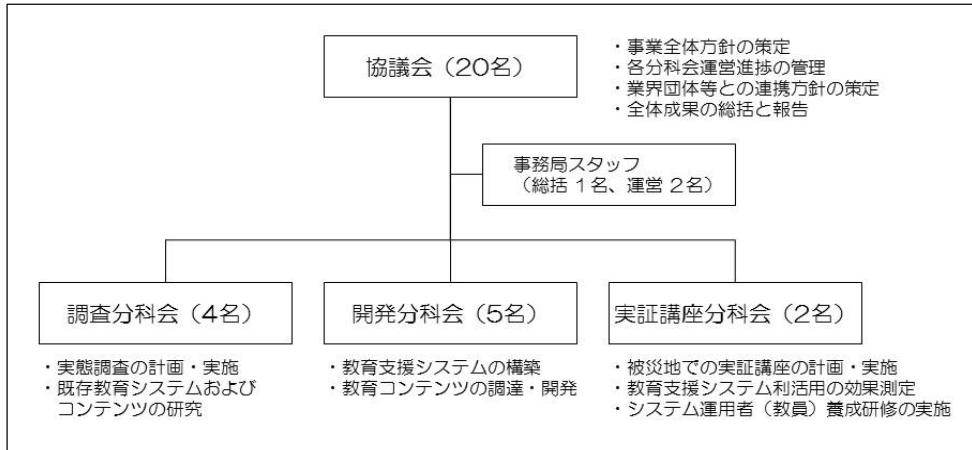 協議会（20名）
・事業全体方針の策定
・各分科会運営進捗の管理
・業界団体等との連携方針の策定
・全体成果の総括と報告
事務局スタッフ
（総括 1名、運営 2名）
調査分科会（4名）
・実態調査の計画・実施
・既存教育システムおよび
コンテンツの研究
開発分科会（5名）
・教育支援システムの構築
・教育コンテンツの調達・開発
実証講座分科会（2名）
・被災地での実証講座の計画・実施
・教育支援システム利活用の効果測定
・システム運用者（教員）養成研修の実施